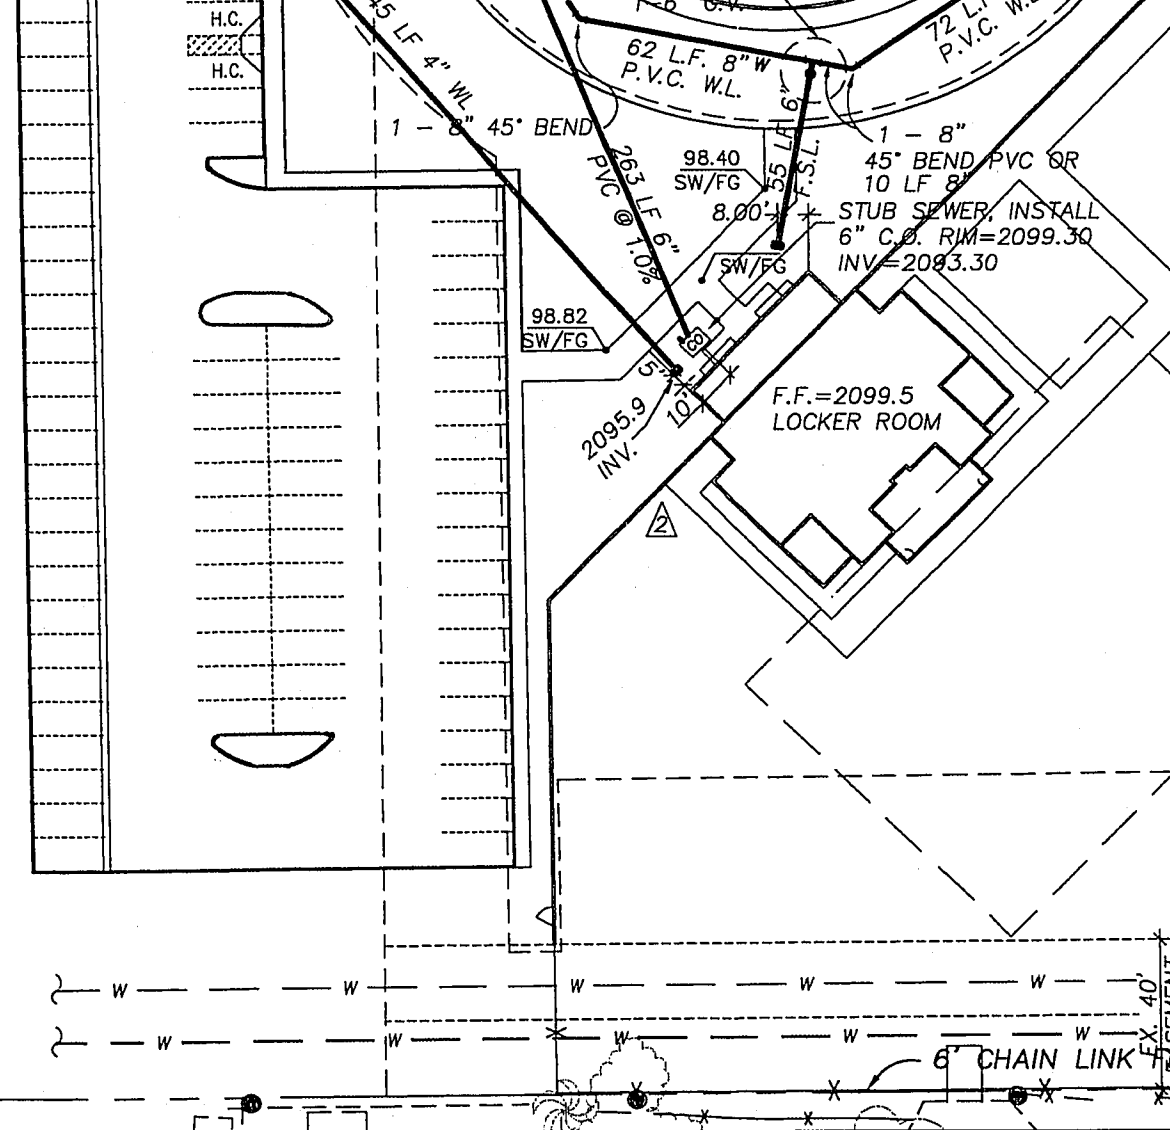 H.C.
H.C.
45 LF 4" WL
62 L.F. 8" W
P.V.C. W.L.
72 L.F.
P.V.C. W.L.
1 – 8" 45° BEND
263 LF 6"
PVC @ 1.0%
98.40
SW/FG
8.00'
55 LF 6"
F.S.L.
1 – 8"
45° BEND PVC OR
10 LF 8"
STUB SEWER, INSTALL
6" C.O. RIM=2099.30
INV.=2093.30
SW/FG
98.82
SW/FG
CO
5'
10'
2095.9
INV.
F.F.=2099.5
LOCKER ROOM
2
W W W W W
W W W W W
EX. 40'
6' CHAIN LINK